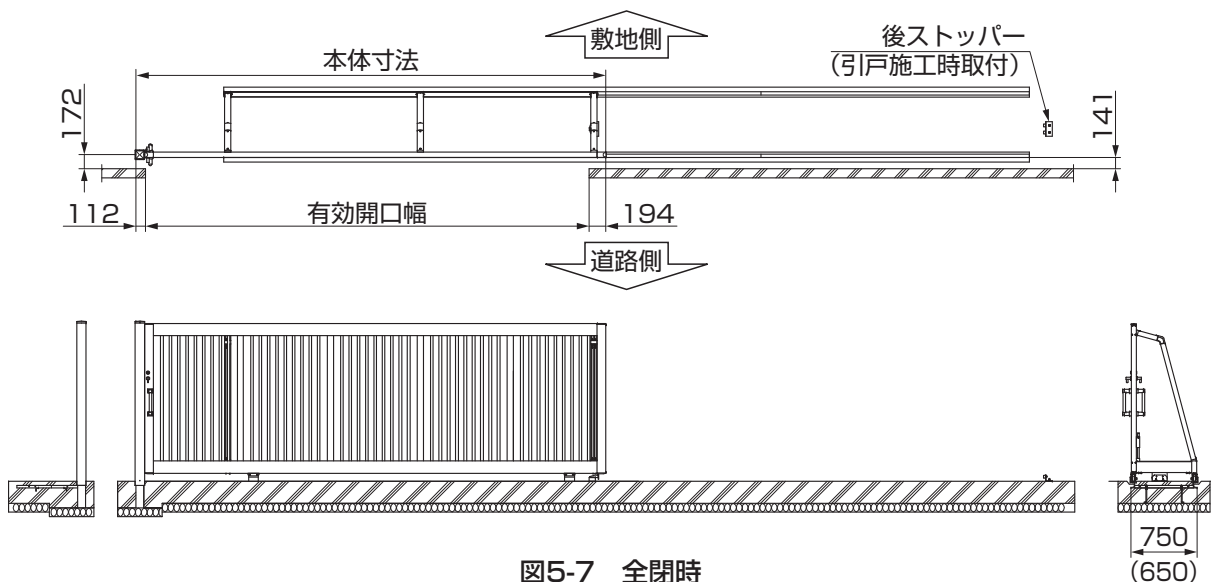 敷地側
本体寸法
後ストッパー
(引戸施工時取付)
172
141
112
有効開口幅
194
道路側
750
(650)
図5-7 全閉時